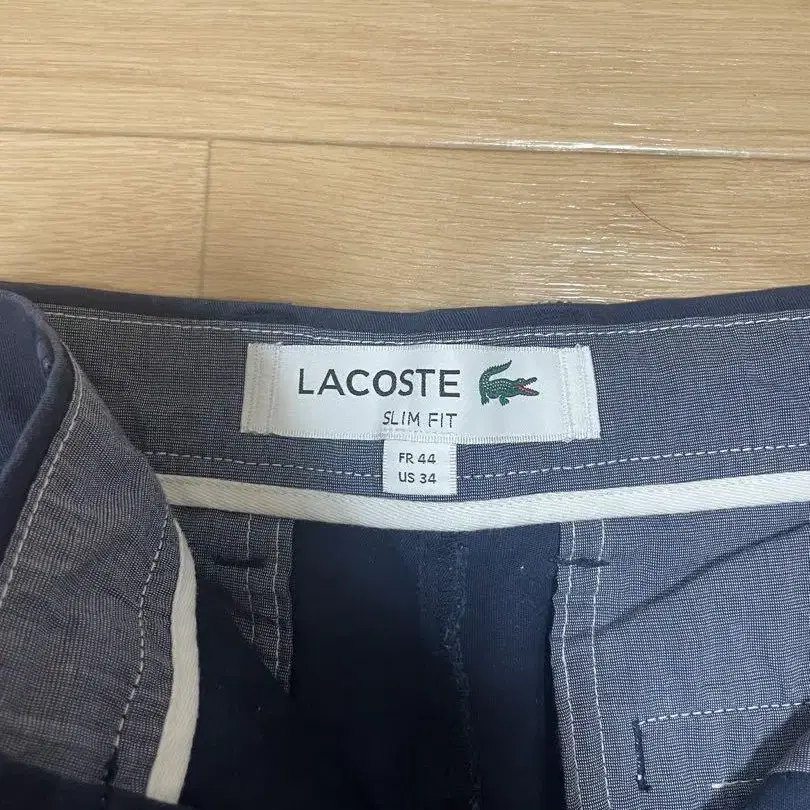 LACOSTE
SLIM FIT
FR 44
US 34